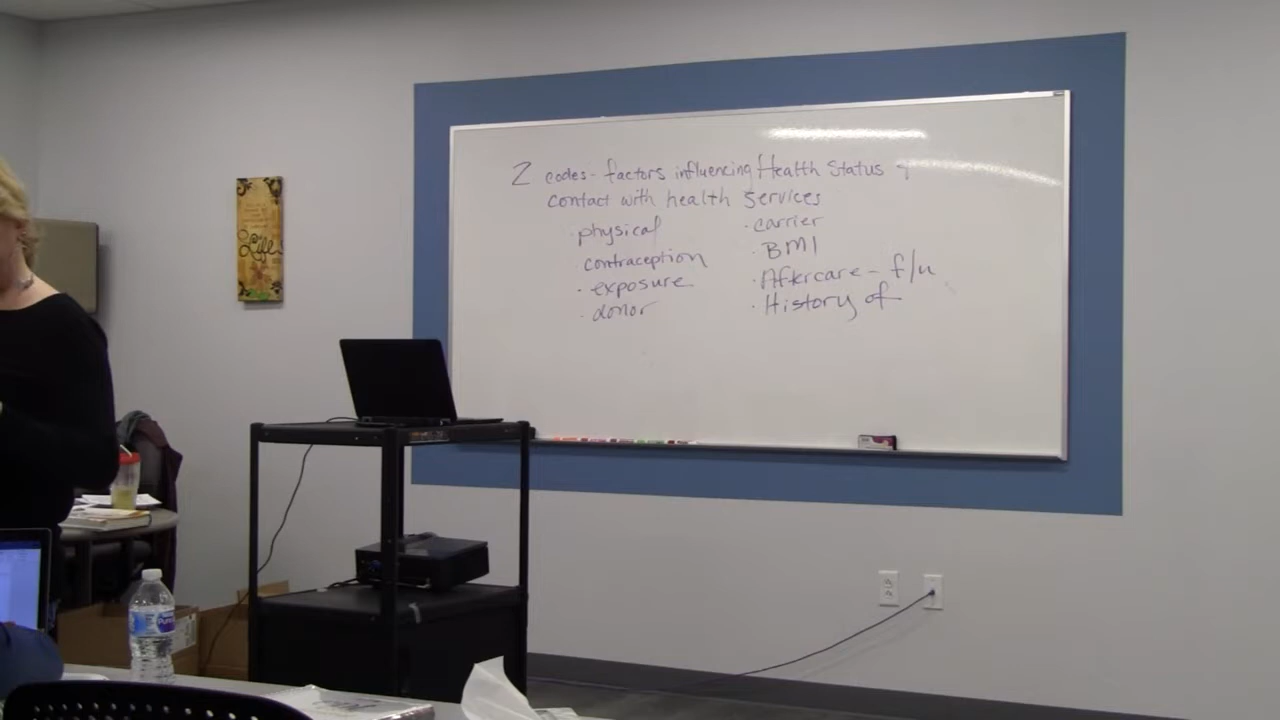 Z codes - factors influencing Health Status +
contact with health services
· physical
· contraception
· exposure
· donor
· carrier
· BMI
· Aftercare - f/u
· History of
Life